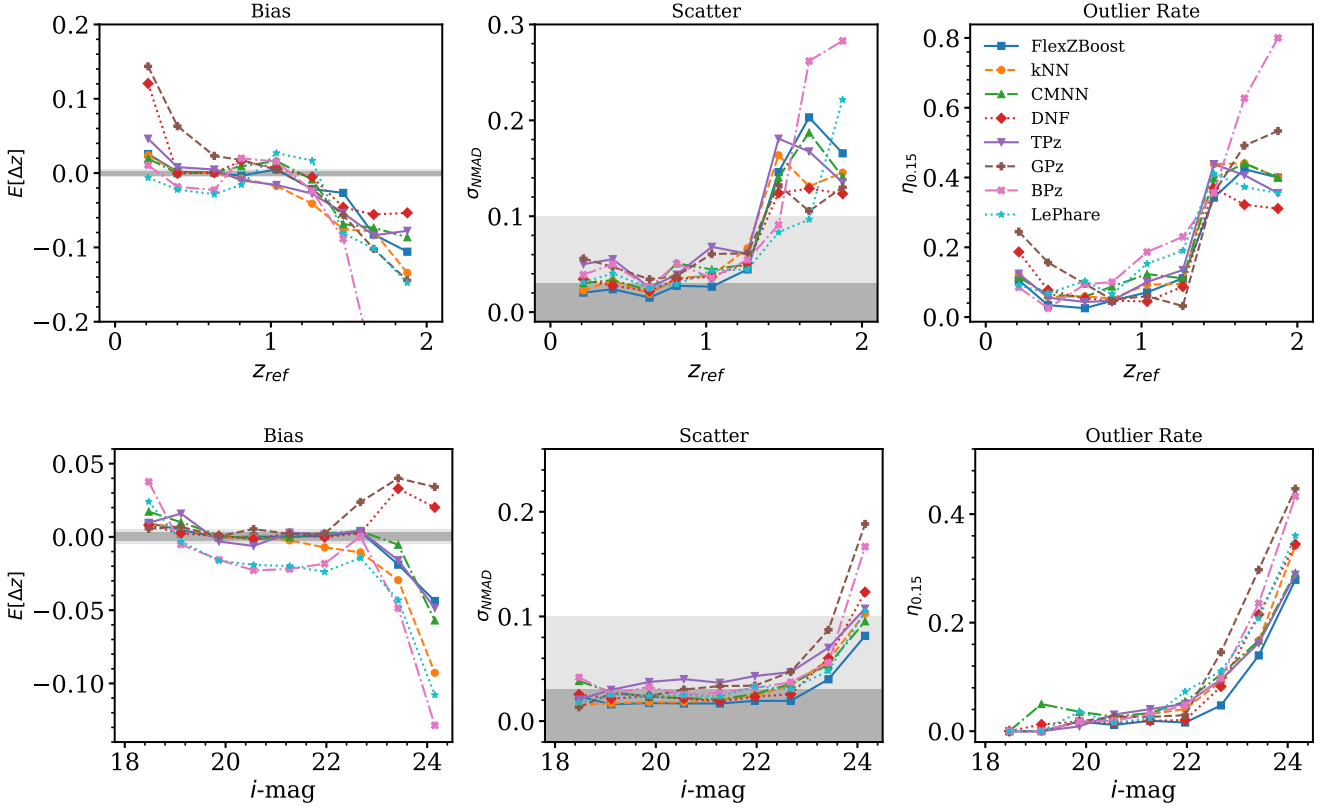 Bias
Scatter
Outlier Rate
0.2
0.1
0.0
−0.1
−0.2
E[Δz]
0
1
2
z_ref
0.3
0.2
0.1
0.0
σ_NMAD
0
1
2
z_ref
0.8
0.6
0.4
0.2
0.0
η_0.15
0
1
2
z_ref
FlexZBoost
kNN
CMNN
DNF
TPz
GPz
BPz
LePhare
Bias
Scatter
Outlier Rate
0.05
0.00
−0.05
−0.10
E[Δz]
18
20
22
24
i-mag
0.2
0.1
0.0
σ_NMAD
18
20
22
24
i-mag
0.4
0.2
0.0
η_0.15
18
20
22
24
i-mag